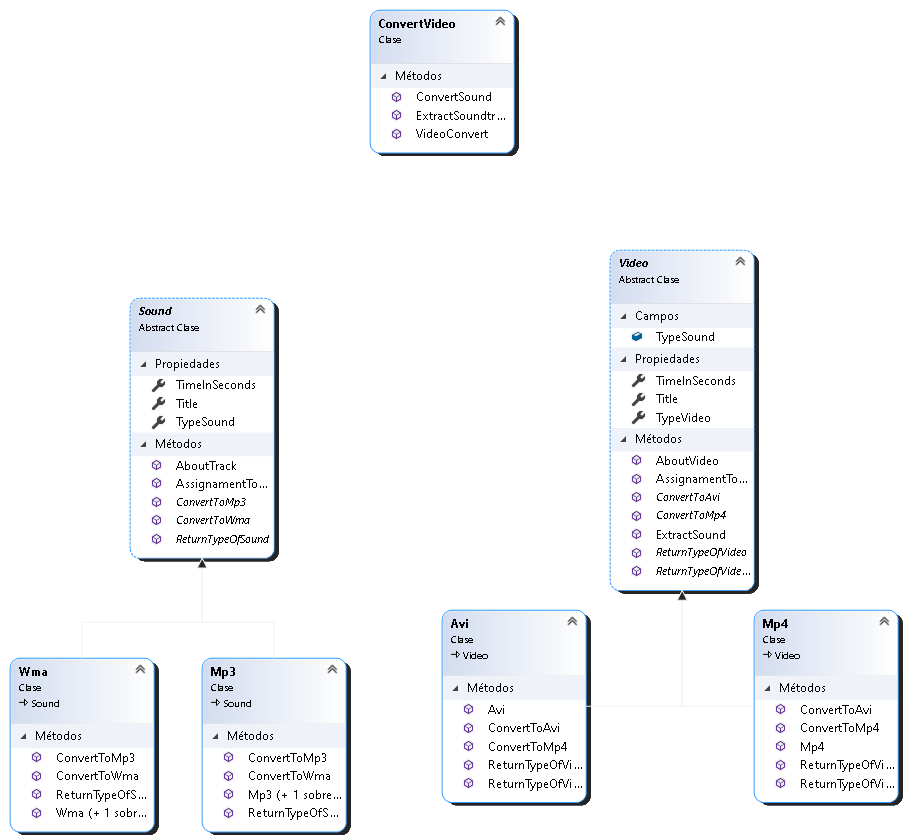 ConvertVideo
Clase
Métodos
ConvertSound
ExtractSoundtr...
VideoConvert
Video
Abstract Clase
Campos
TypeSound
Propiedades
TimeInSeconds
Title
TypeVideo
Métodos
AboutVideo
AssignamentTo...
ConvertToAvi
ConvertToMp4
ExtractSound
ReturnTypeOfVideo
ReturnTypeOfVide...
Sound
Abstract Clase
Propiedades
TimeInSeconds
Title
TypeSound
Métodos
AboutTrack
AssignamentTo...
ConvertToMp3
ConvertToWma
ReturnTypeOfSound
Wma
Clase
Sound
Métodos
ConvertToMp3
ConvertToWma
ReturnTypeOfS...
Wma (+ 1 sobr...
Mp3
Clase
Sound
Métodos
ConvertToMp3
ConvertToWma
Mp3 (+ 1 sobre...
ReturnTypeOfS...
Avi
Clase
Video
Métodos
Avi
ConvertToAvi
ConvertToMp4
ReturnTypeOfVi...
ReturnTypeOfVi...
Mp4
Clase
Video
Métodos
ConvertToAvi
ConvertToMp4
Mp4
ReturnTypeOfVi...
ReturnTypeOfVi...